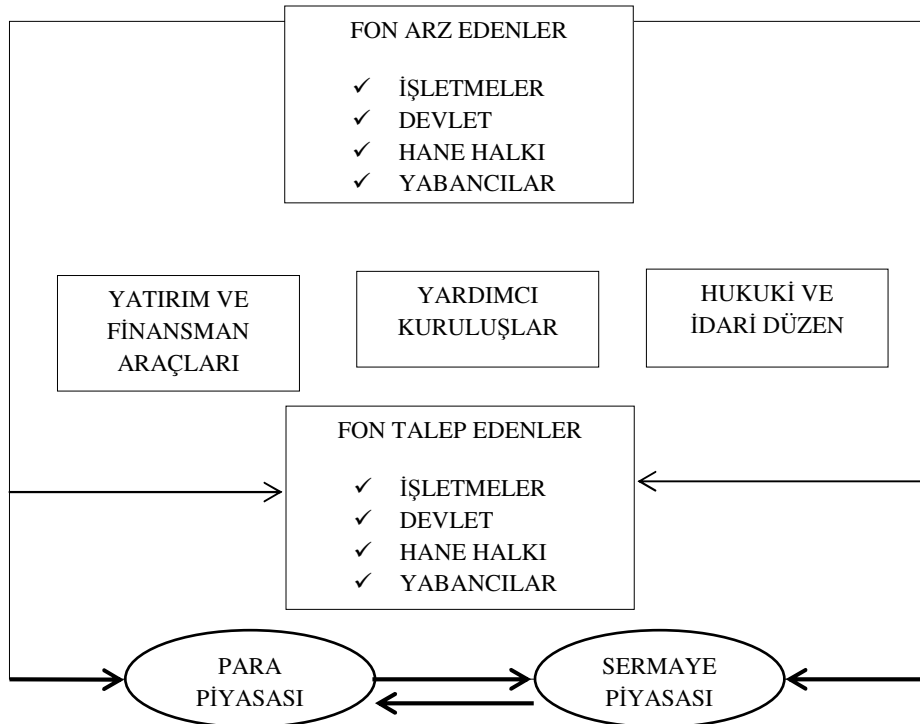 FON ARZ EDENLER
✓ İŞLETMELER
✓ DEVLET
✓ HANE HALKI
✓ YABANCILAR
YATIRIM VE
FİNANSMAN
ARAÇLARI
YARDIMCI
KURULUŞLAR
HUKUKİ VE
İDARİ DÜZEN
FON TALEP EDENLER
✓ İŞLETMELER
✓ DEVLET
✓ HANE HALKI
✓ YABANCILAR
PARA
PİYASASI
SERMAYE
PİYASASI